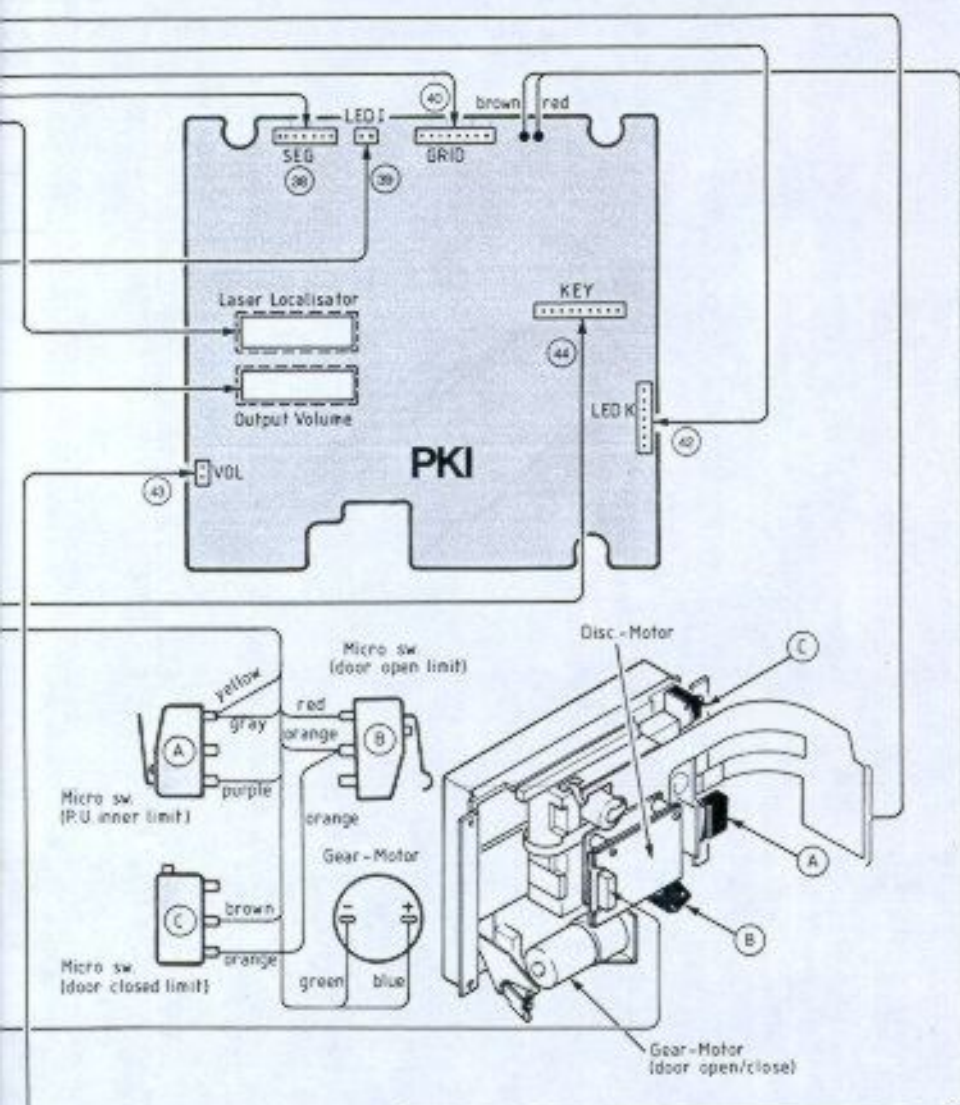 40
brown
red
LED I
SEG
38
39
GRID
Laser Localisator
KEY
44
Output Volume
LED K
42
PKI
VOL
43
Disc.-Motor
C
Micro sw
(door open limit)
yellow
red
gray
orange
A
B
purple
Micro sw.
(P.U. inner limit)
orange
Gear-Motor
A
C
brown
- +
B
orange
Micro sw.
(door closed limit)
green
blue
Gear-Motor
(door open/close)